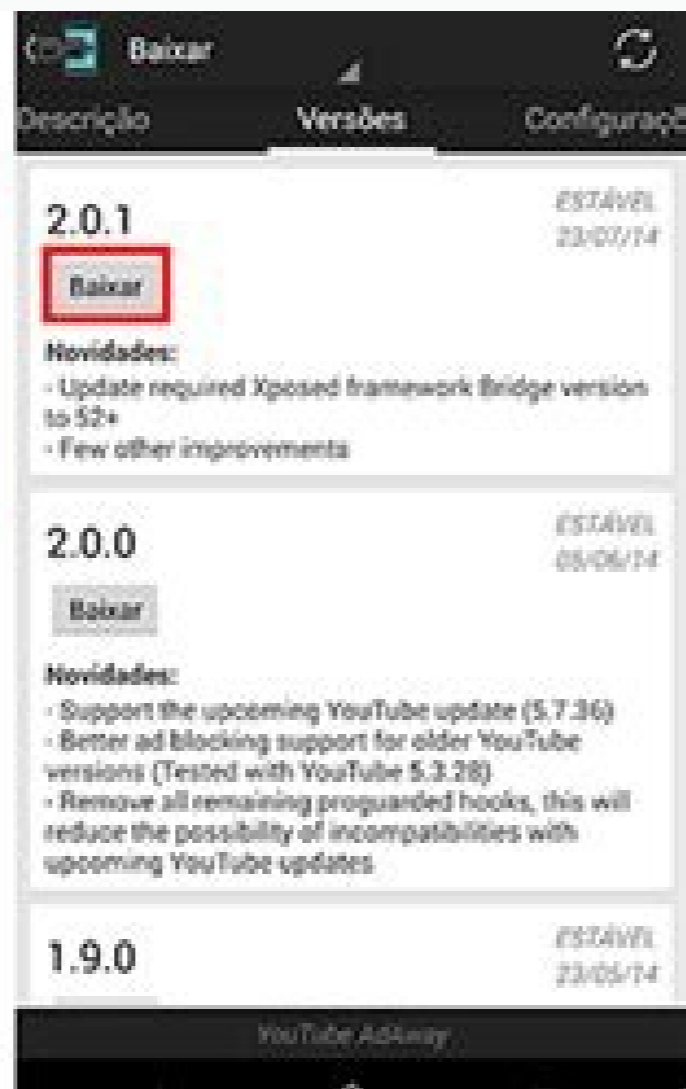 Baixar
Descrição Versões Configuraçõ
2.0.1 ESTÁVEL
23/07/14
Baixar
Novidades:
- Update required Xposed framework Bridge version
to 52+
- Few other improvements
2.0.0 ESTÁVEL
05/06/14
Baixar
Novidades:
- Support the upcoming YouTube update (5.7.36)
- Better ad blocking support for older YouTube
versions (Tested with YouTube 5.3.28)
- Remove all remaining proguarded hooks, this will
reduce the possibility of incompatibilities with
upcoming YouTube updates
1.9.0 ESTÁVEL
23/05/14
YouTube AdAway